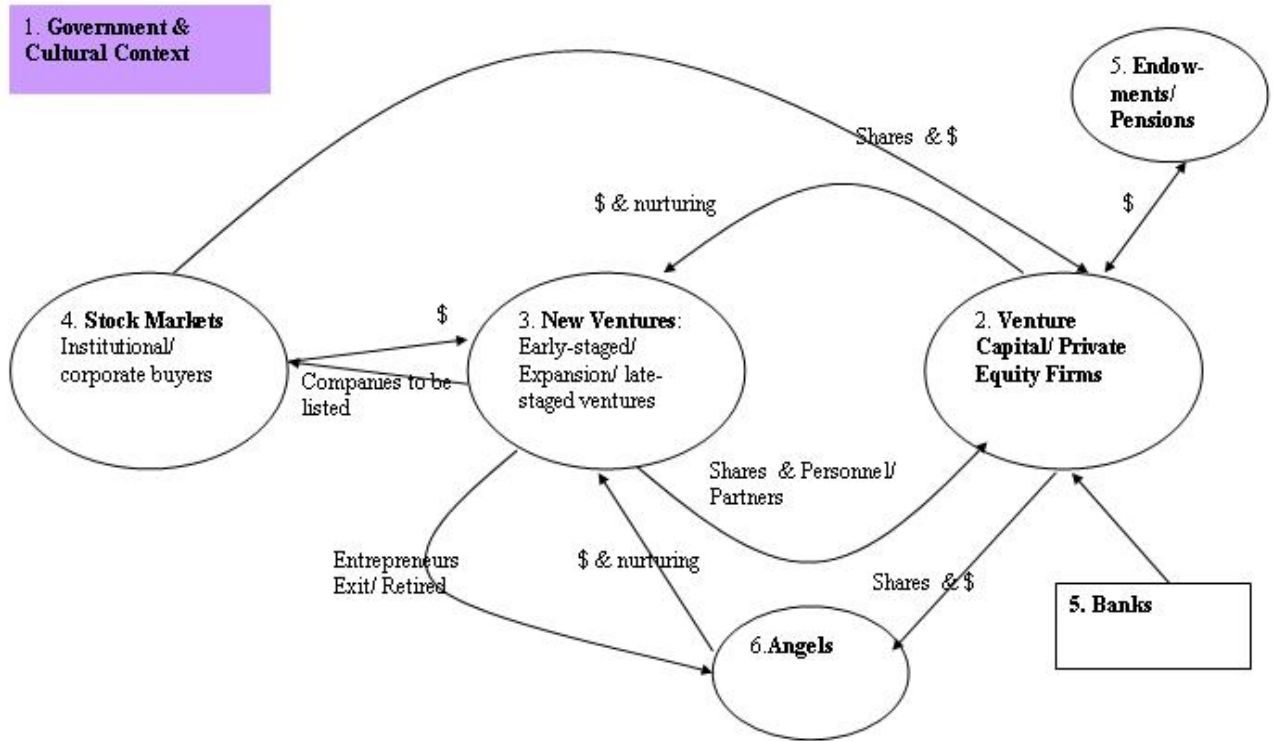 1. Government &
Cultural Context
5. Endow-
ments/
Pensions
Shares & $
$ & nurturing
$
4. Stock Markets
Institutional/
corporate buyers
$
3. New Ventures:
Early-staged/
Expansion/ late-
staged ventures
2. Venture
Capital/ Private
Equity Firms
Companies to be
listed
Shares & Personnel/
Partners
Entrepreneurs
Exit/ Retired
$ & nurturing
Shares & $
5. Banks
6.Angels